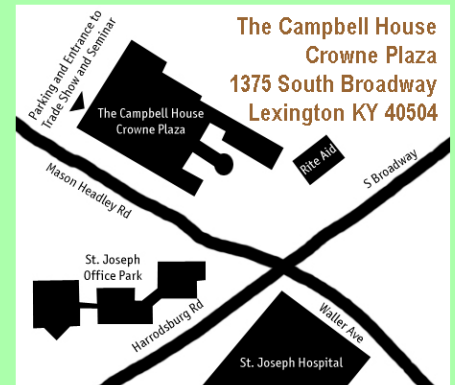 The Campbell House
Crowne Plaza
1375 South Broadway
Lexington KY 40504
Parking and Entrance to
Trade Show and Seminar
The Campbell House
Crowne Plaza
Rite Aid
S Broadway
Mason Headley Rd
St. Joseph
Office Park
Harrodsburg Rd
Waller Ave
St. Joseph Hospital